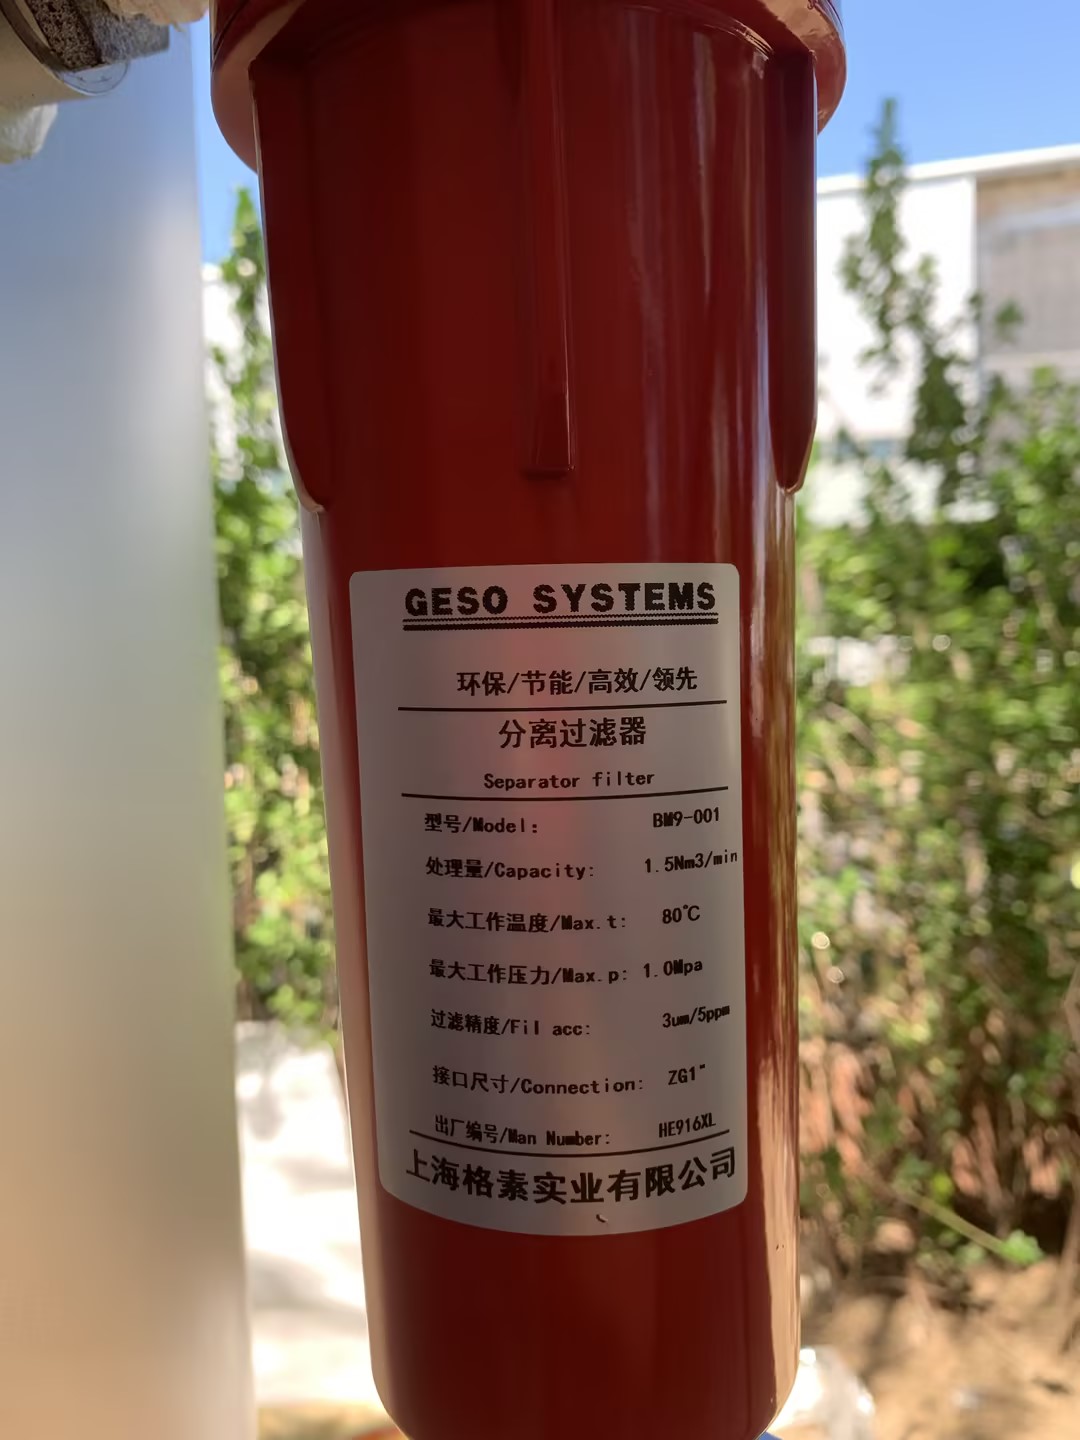 GESO SYSTEMS
环保/节能/高效/领先
分离过滤器
Separator filter
型号/Model: BM9-001
处理量/Capacity: 1.5Nm3/min
最大工作温度/Max.t: 80℃
最大工作压力/Max.p: 1.0Mpa
过滤精度/Fil acc: 3um/5ppm
接口尺寸/Connection: ZG1"
出厂编号/Man Number: HE916XL
上海格素实业有限公司